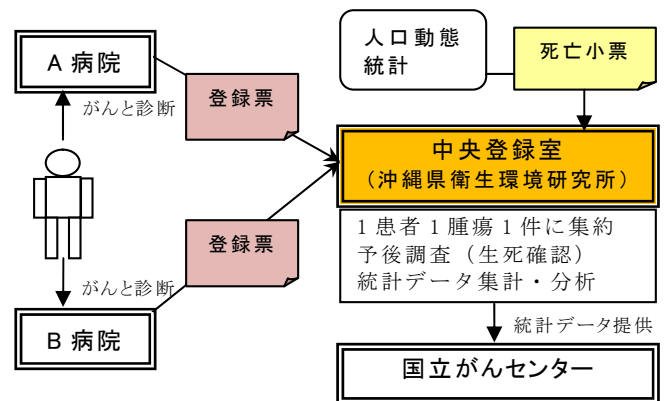 A 病院
がんと診断
登録票
人口動態
統計
死亡小票
中央登録室
(沖縄県衛生環境研究所)
1 患者 1 腫瘍 1 件に集約
予後調査(生死確認)
統計データ集計・分析
登録票
がんと診断
B 病院
統計データ提供
国立がんセンター